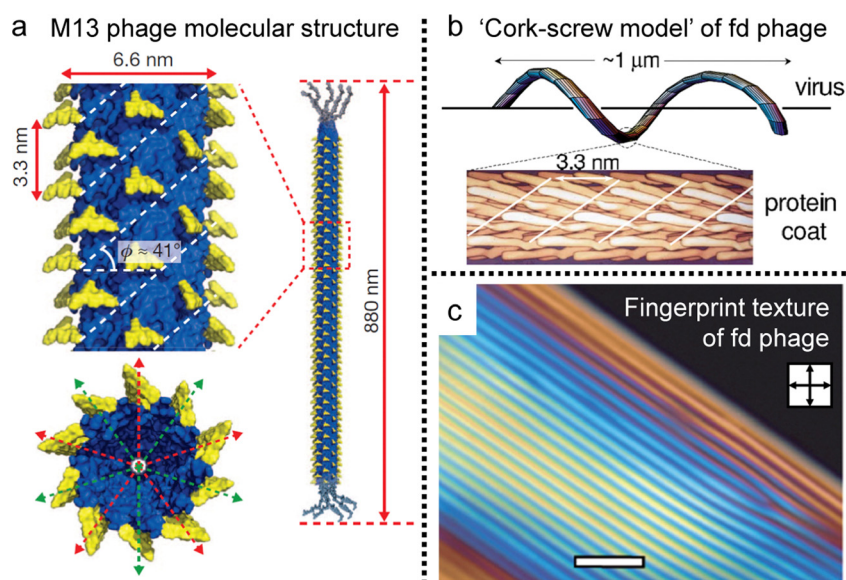 a M13 phage molecular structure
6.6 nm
3.3 nm
ϕ ≈ 41°
880 nm
b ‘Cork-screw model’ of fd phage
~1 μm
virus
3.3 nm
protein
coat
c
Fingerprint texture
of fd phage